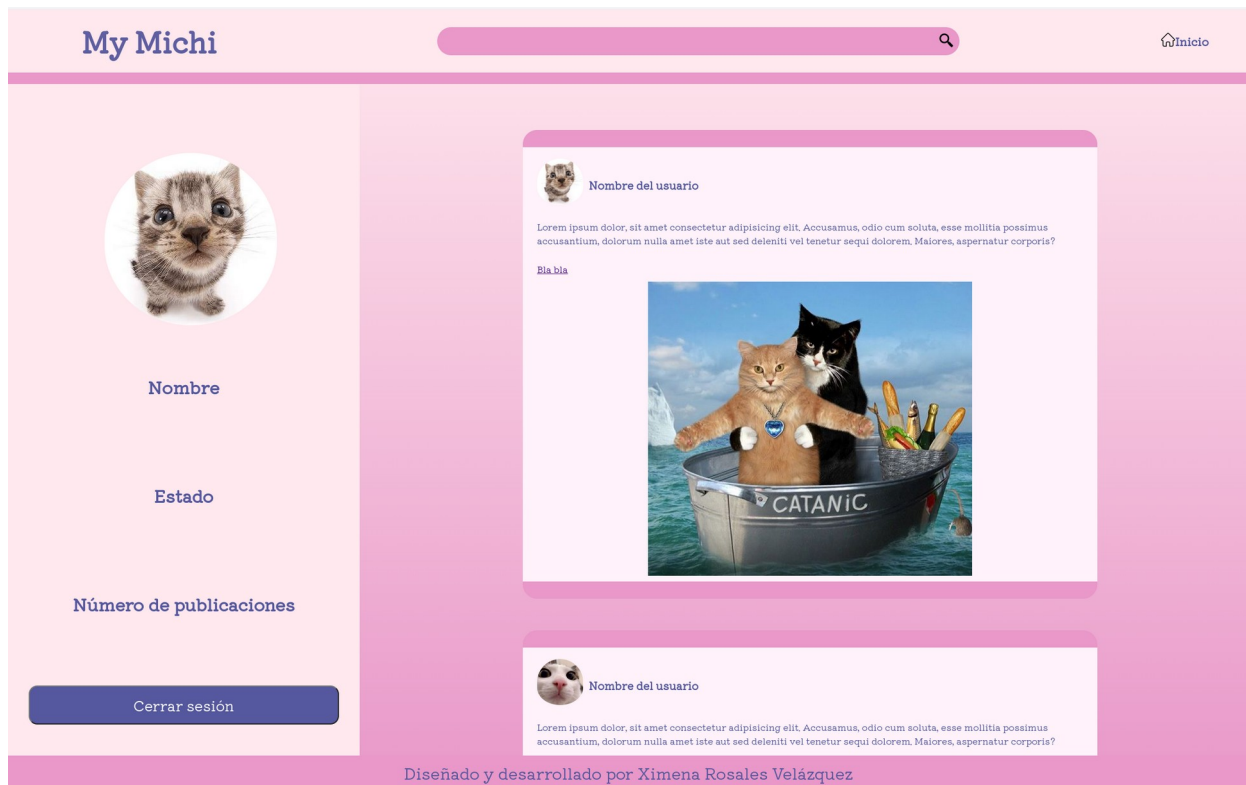 My Michi
Inicio
Nombre
Estado
Número de publicaciones
Cerrar sesión
Nombre del usuario
Lorem ipsum dolor, sit amet consectetur adipisicing elit. Accusamus, odio cum soluta, esse mollitia possimus
accusantium, dolorum nulla amet iste aut sed deleniti vel tenetur sequi dolorem. Maiores, aspernatur corporis?
Bla bla
CATANiC
Nombre del usuario
Lorem ipsum dolor, sit amet consectetur adipisicing elit. Accusamus, odio cum soluta, esse mollitia possimus
accusantium, dolorum nulla amet iste aut sed deleniti vel tenetur sequi dolorem. Maiores, aspernatur corporis?
Diseñado y desarrollado por Ximena Rosales Velázquez